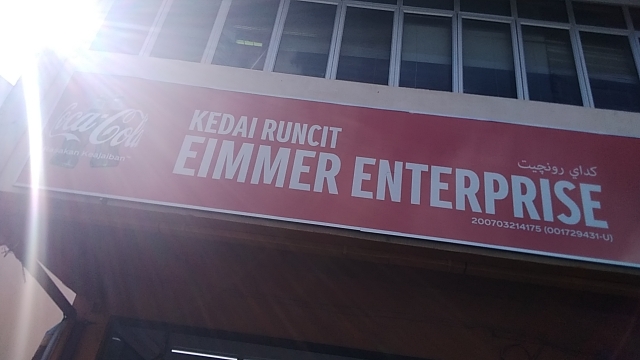 Coca-Cola
KEDAI RUNCIT
EIMMER ENTERPRISE
كداي رونچيت
200703214175 (001729431-U)